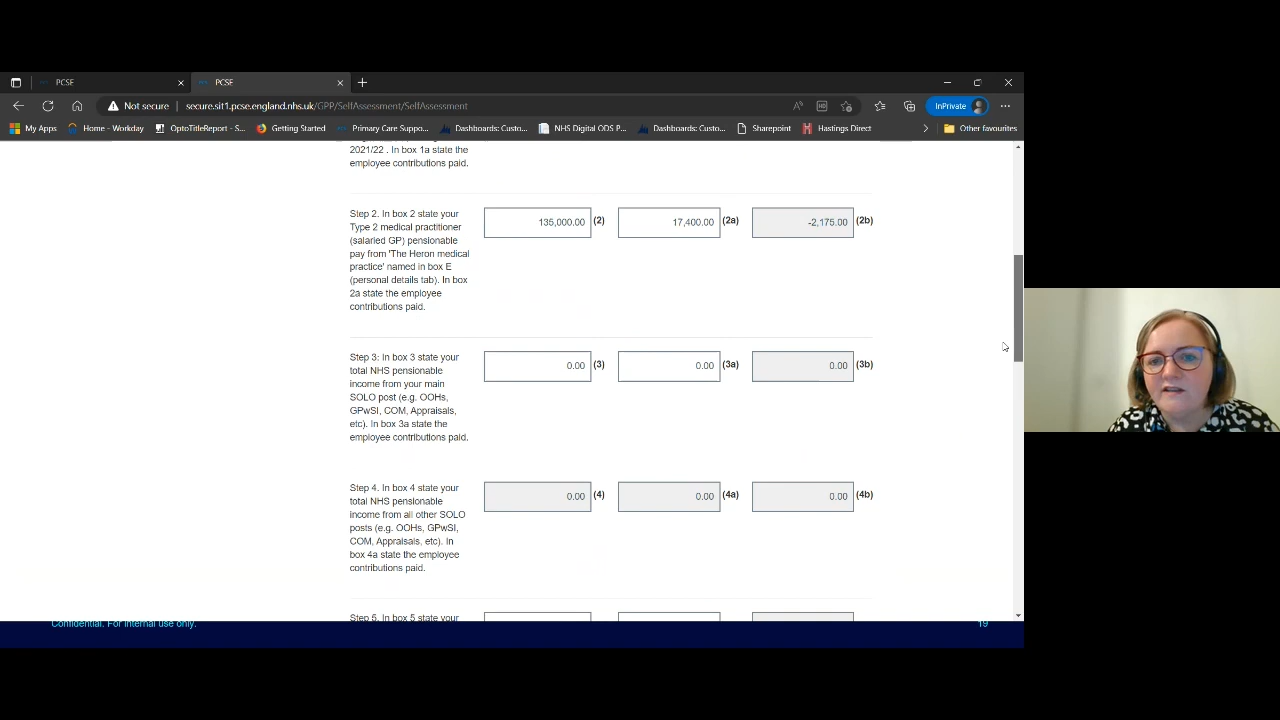 PCSE
PCSE
Not secure
secure.sit1.pcse.england.nhs.uk/GPP/SelfAssessment/SelfAssessment
InPrivate
My Apps
Home - Workday
OptoTitleReport - S...
Getting Started
Primary Care Suppo...
Dashboards: Custo...
NHS Digital ODS P...
Dashboards: Custo...
Sharepoint
Hastings Direct
Other favourites
2021/22 . In box 1a state the
employee contributions paid.
Step 2. In box 2 state your
Type 2 medical practitioner
(salaried GP) pensionable
pay from 'The Heron medical
practice' named in box E
(personal details tab). In box
2a state the employee
contributions paid.
135,000.00 (2)
17,400.00 (2a)
-2,175.00 (2b)
Step 3: In box 3 state your
total NHS pensionable
income from your main
SOLO post (e.g. OOHs,
GPwSI, COM, Appraisals,
etc). In box 3a state the
employee contributions paid.
0.00 (3)
0.00 (3a)
0.00 (3b)
Step 4. In box 4 state your
total NHS pensionable
income from all other SOLO
posts (e.g. OOHs, GPwSI,
COM, Appraisals, etc). In
box 4a state the employee
contributions paid.
0.00 (4)
0.00 (4a)
0.00 (4b)
Step 5. In box 5 state your
Confidential. For internal use only.
19